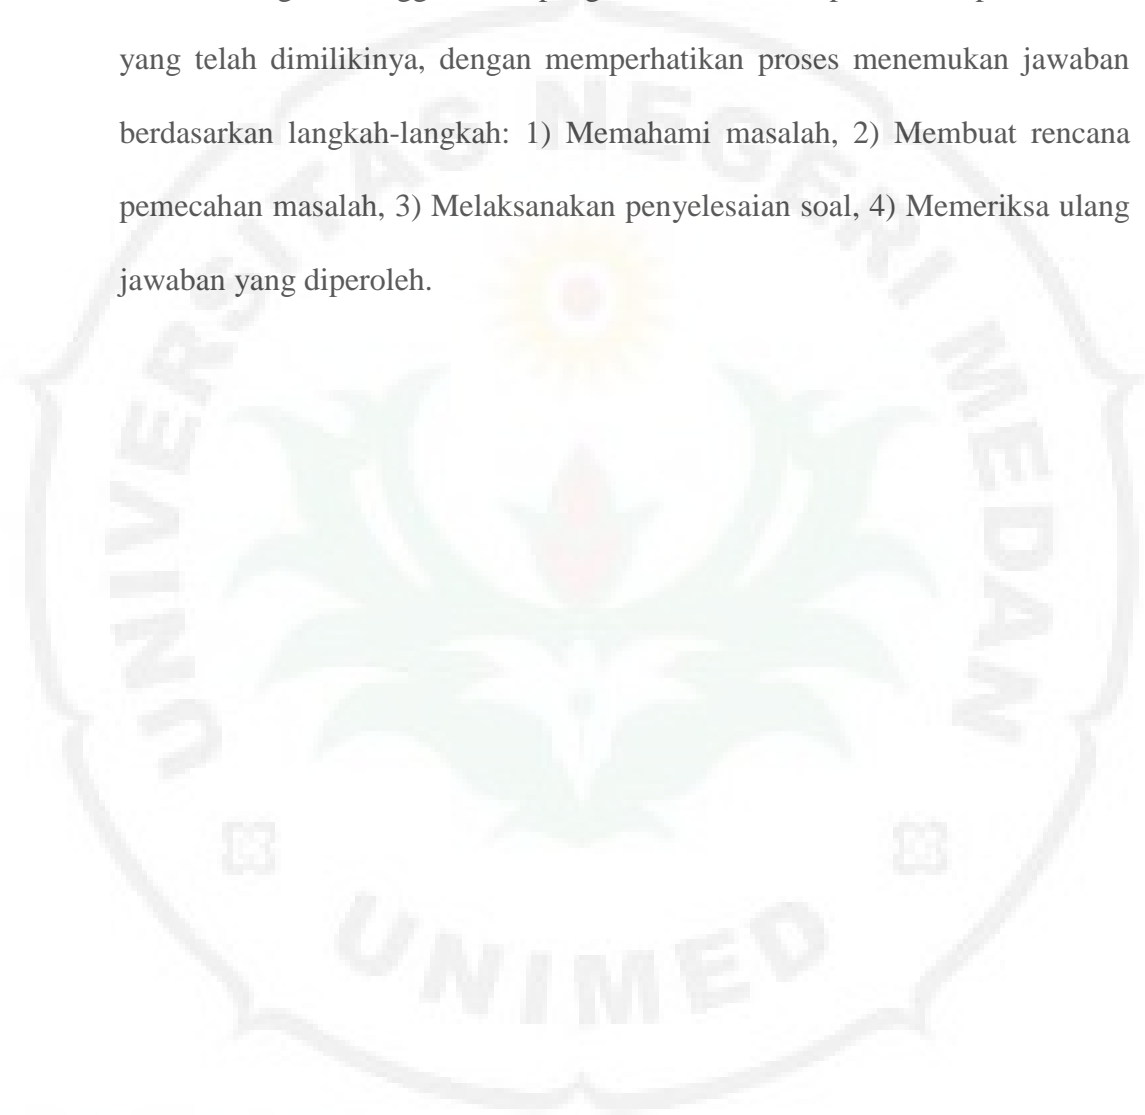 yang telah dimilikinya, dengan memperhatikan proses menemukan jawaban
berdasarkan langkah-langkah: 1) Memahami masalah, 2) Membuat rencana
pemecahan masalah, 3) Melaksanakan penyelesaian soal, 4) Memeriksa ulang
jawaban yang diperoleh.
UNIVERSITAS NEGERI MEDAN
UNIMED